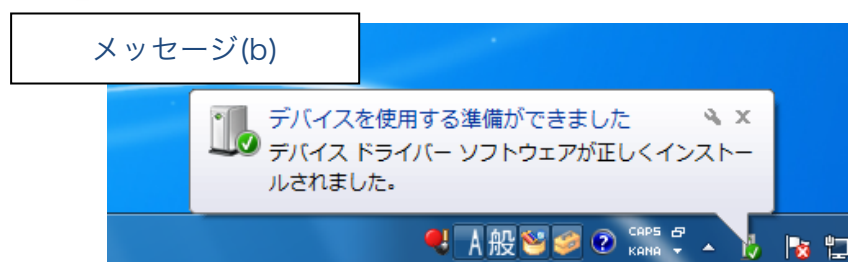 メッセージ(b)
デバイスを使用する準備ができました
デバイス ドライバー ソフトウェアが正しくインストー
ルされました。
A 般 ? CAPS
KANA